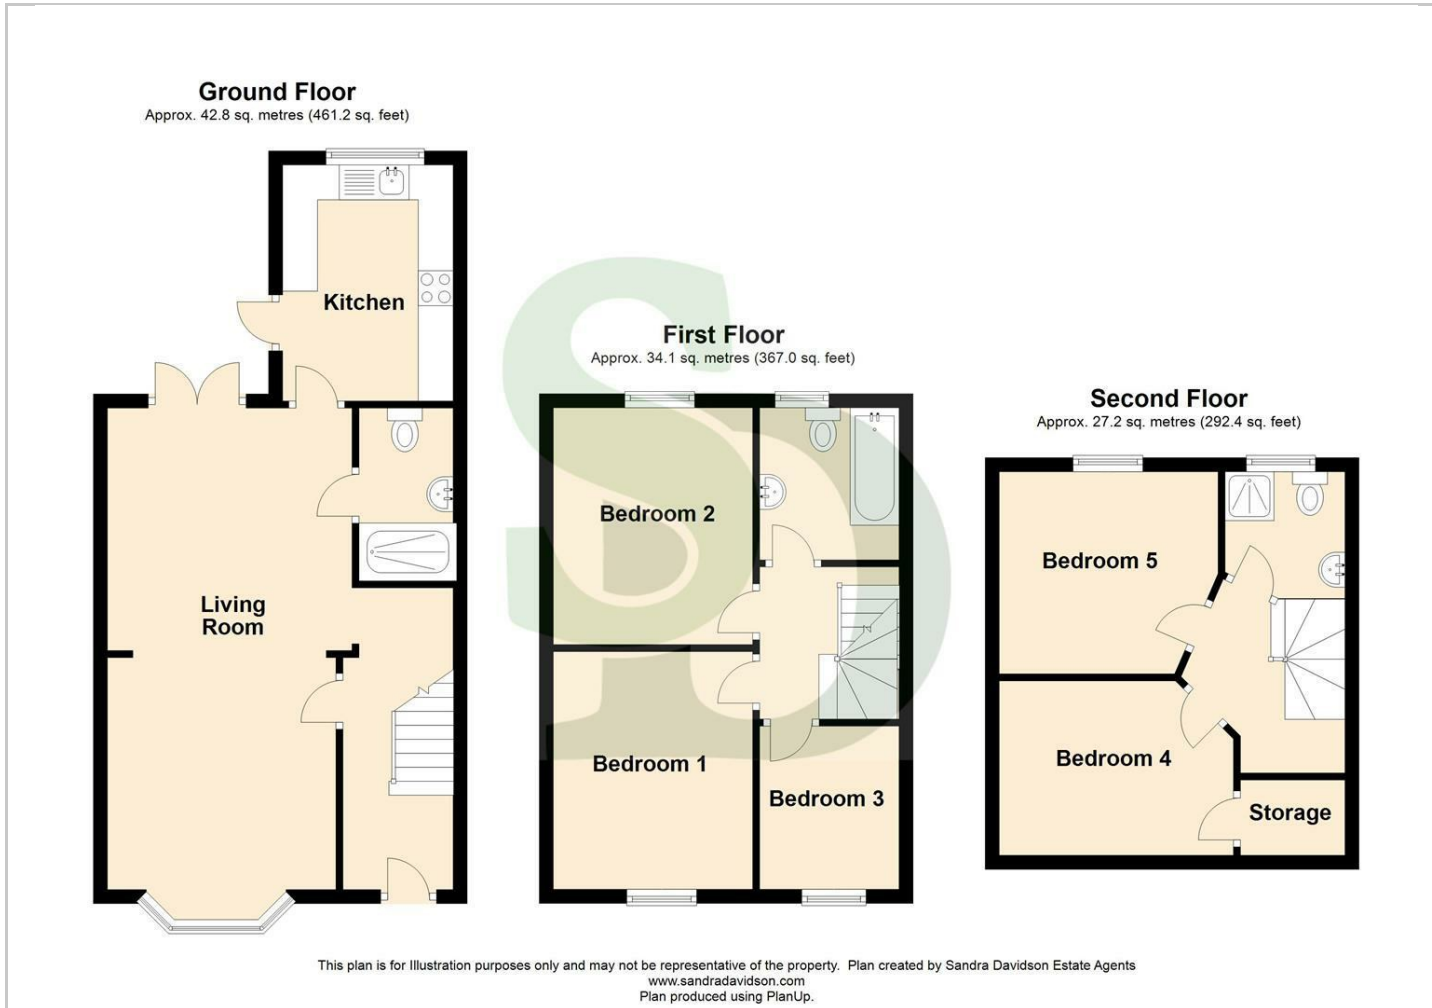 Ground Floor
Approx. 42.8 sq. metres (461.2 sq. feet)
Kitchen
Living
Room
First Floor
Approx. 34.1 sq. metres (367.0 sq. feet)
Bedroom 2
Bedroom 1
Bedroom 3
Second Floor
Approx. 27.2 sq. metres (292.4 sq. feet)
Bedroom 5
Bedroom 4
Storage
SD
This plan is for Illustration purposes only and may not be representative of the property. Plan created by Sandra Davidson Estate Agents
www.sandradavidson.com
Plan produced using PlanUp.